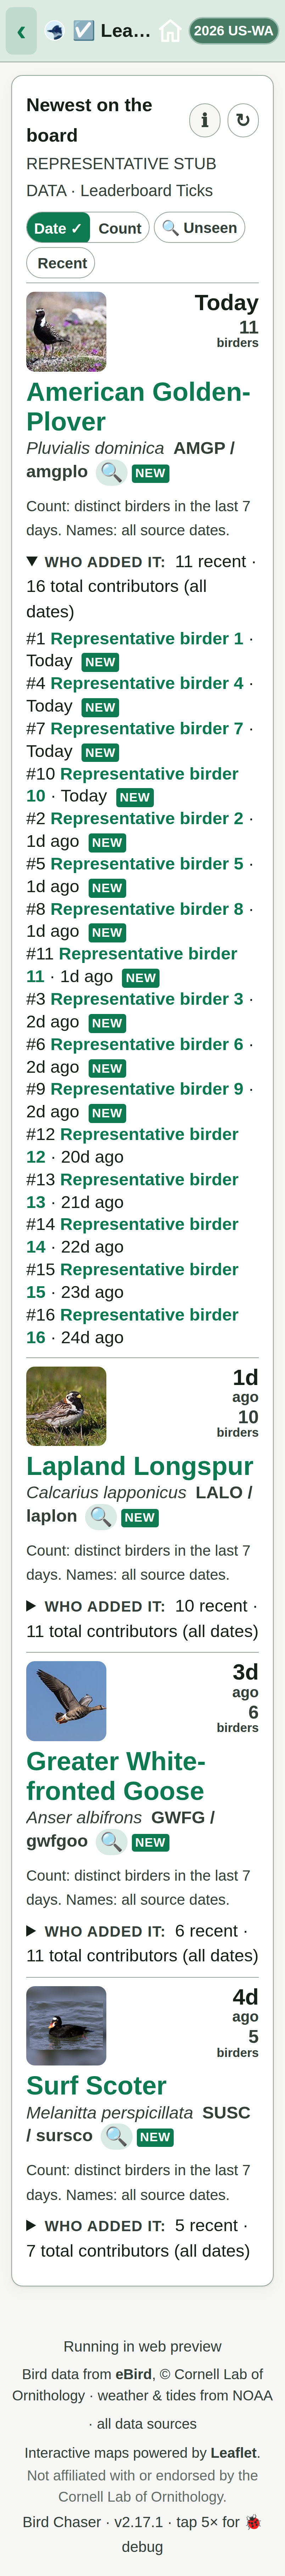 ‹ ☑️ Lea… 2026 US-WA
Newest on the
board
ℹ ↻
REPRESENTATIVE STUB
DATA · Leaderboard Ticks
Date ✓ Count 🔍 Unseen
Recent
Today
11
birders
American Golden-
Plover
Pluvialis dominica AMGP /
amgplo 🔍 NEW
Count: distinct birders in the last 7
days. Names: all source dates.
▼ WHO ADDED IT: 11 recent ·
16 total contributors (all
dates)
#1 Representative birder 1 ·
Today NEW
#4 Representative birder 4 ·
Today NEW
#7 Representative birder 7 ·
Today NEW
#10 Representative birder
10 · Today NEW
#2 Representative birder 2 ·
1d ago NEW
#5 Representative birder 5 ·
1d ago NEW
#8 Representative birder 8 ·
1d ago NEW
#11 Representative birder
11 · 1d ago NEW
#3 Representative birder 3 ·
2d ago NEW
#6 Representative birder 6 ·
2d ago NEW
#9 Representative birder 9 ·
2d ago NEW
#12 Representative birder
12 · 20d ago
#13 Representative birder
13 · 21d ago
#14 Representative birder
14 · 22d ago
#15 Representative birder
15 · 23d ago
#16 Representative birder
16 · 24d ago
1d
ago
10
birders
Lapland Longspur
Calcarius lapponicus LALO /
laplon 🔍 NEW
Count: distinct birders in the last 7
days. Names: all source dates.
▶ WHO ADDED IT: 10 recent ·
11 total contributors (all dates)
3d
ago
6
birders
Greater White-
fronted Goose
Anser albifrons GWFG /
gwfgoo 🔍 NEW
Count: distinct birders in the last 7
days. Names: all source dates.
▶ WHO ADDED IT: 6 recent ·
11 total contributors (all dates)
4d
ago
5
birders
Surf Scoter
Melanitta perspicillata SUSC
/ sursco 🔍 NEW
Count: distinct birders in the last 7
days. Names: all source dates.
▶ WHO ADDED IT: 5 recent ·
7 total contributors (all dates)
Running in web preview
Bird data from eBird, © Cornell Lab of
Ornithology · weather & tides from NOAA
· all data sources
Interactive maps powered by Leaflet.
Not affiliated with or endorsed by the
Cornell Lab of Ornithology.
Bird Chaser · v2.17.1 · tap 5× for 🐞
debug